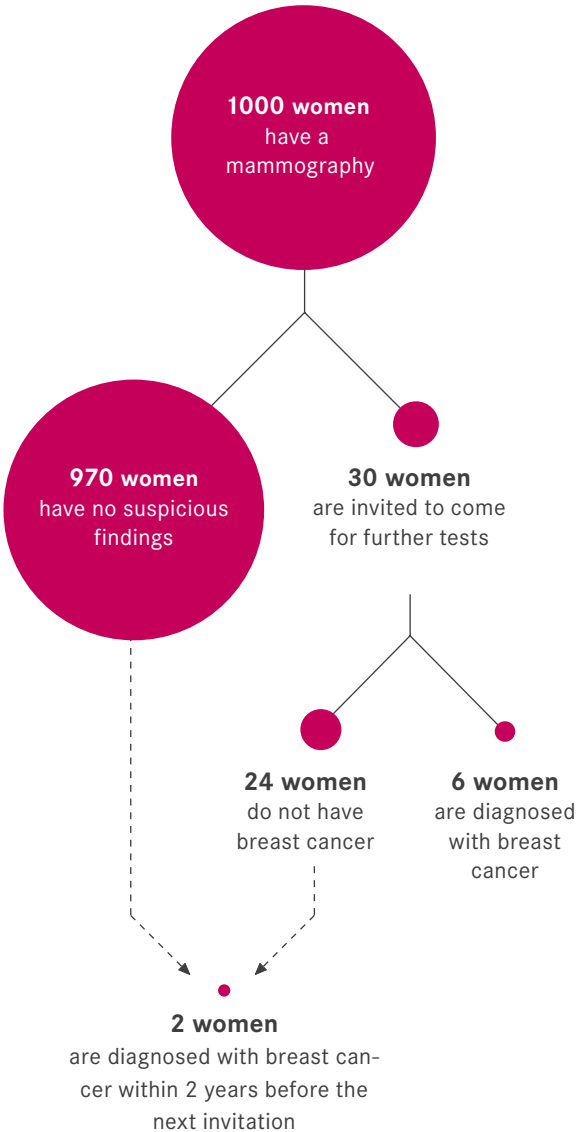 1000 women
have a
mammography
970 women
have no suspicious
findings
30 women
are invited to come
for further tests
24 women
do not have
breast cancer
6 women
are diagnosed
with breast
cancer
2 women
are diagnosed with breast can-
cer within 2 years before the
next invitation